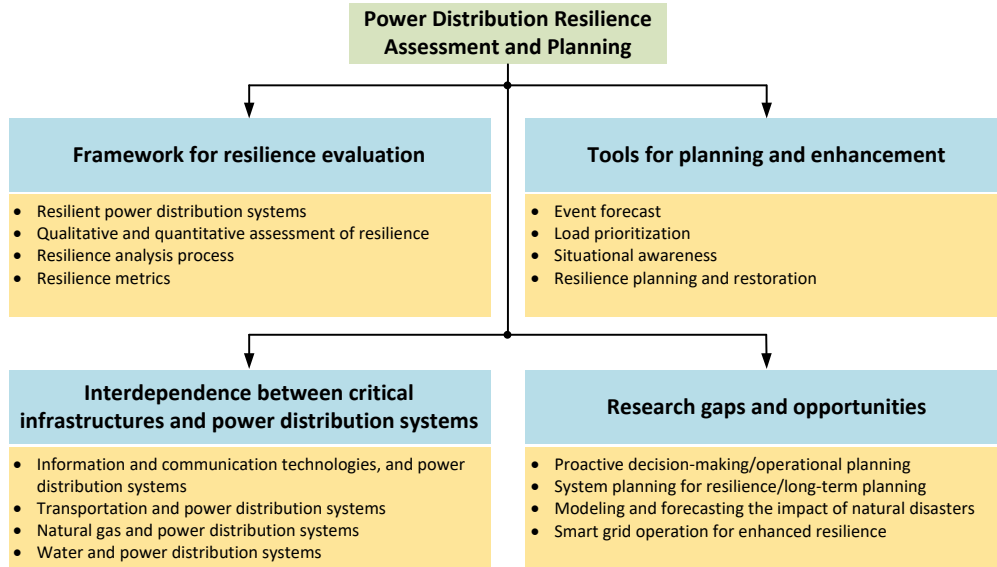 Power Distribution Resilience
Assessment and Planning
Framework for resilience evaluation
• Resilient power distribution systems
• Qualitative and quantitative assessment of resilience
• Resilience analysis process
• Resilience metrics
Tools for planning and enhancement
• Event forecast
• Load prioritization
• Situational awareness
• Resilience planning and restoration
Interdependence between critical
infrastructures and power distribution systems
• Information and communication technologies, and power
distribution systems
• Transportation and power distribution systems
• Natural gas and power distribution systems
• Water and power distribution systems
Research gaps and opportunities
• Proactive decision-making/operational planning
• System planning for resilience/long-term planning
• Modeling and forecasting the impact of natural disasters
• Smart grid operation for enhanced resilience